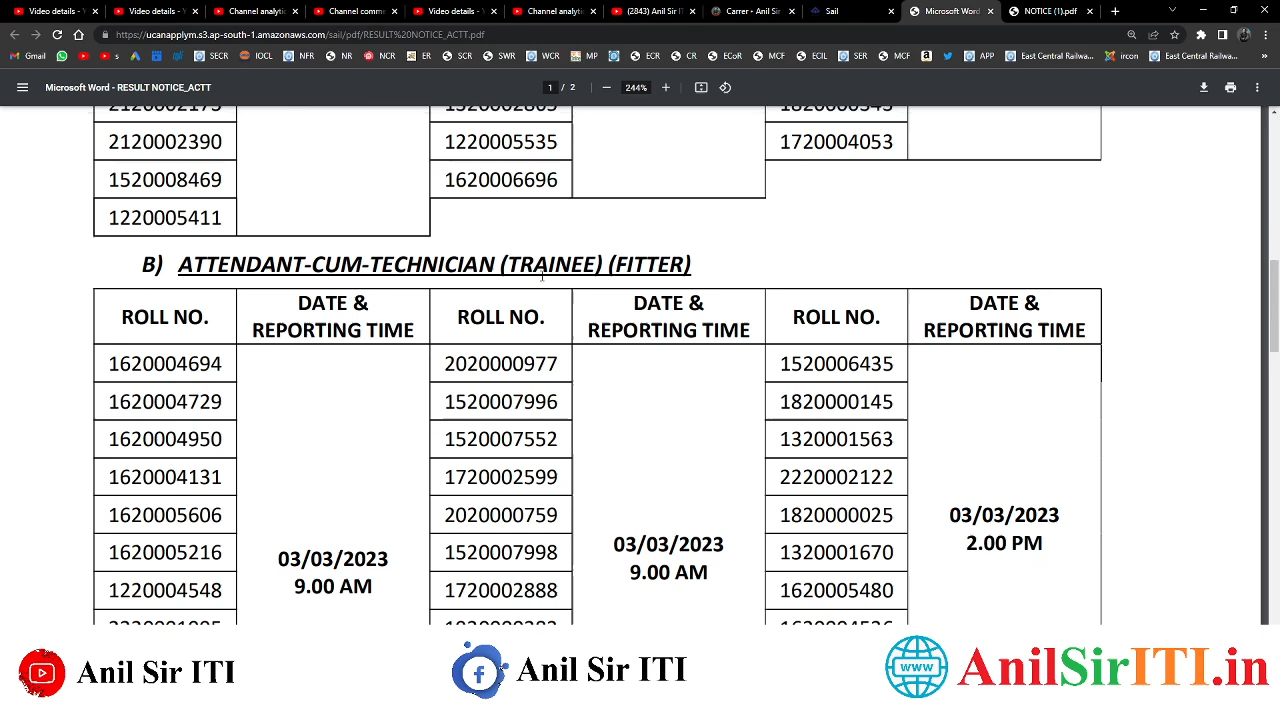 Video details - Y
Video details - Y
Channel analytic
Channel comme
Video details - Y
Channel analytic
(2843) Anil Sir IT
Carrer • Anil Sir
Sail
Microsoft Word
NOTICE (1).pdf
https://ucanapplym.s3.ap-south-1.amazonaws.com/sail/pdf/RESULT%20NOTICE_ACTT.pdf
Gmail
s
SECR
IOCL
NFR
NR
NCR
ER
SCR
SWR
WCR
MP
ECR
CR
ECoR
MCF
ECIL
SER
MCF
APP
East Central Railwa...
ircon
East Central Railwa...
»
Microsoft Word - RESULT NOTICE_ACTT
1 / 2
244%
2120002390 1220005535 1720004053
1520008469 1620006696
1220005411
B) ATTENDANT-CUM-TECHNICIAN (TRAINEE) (FITTER)
ROLL NO. DATE & REPORTING TIME ROLL NO. DATE & REPORTING TIME ROLL NO. DATE & REPORTING TIME
1620004694 2020000977 1520006435
1620004729 1520007996 1820000145
1620004950 1520007552 1320001563
1620004131 1720002599 2220002122
1620005606 2020000759 1820000025
1620005216 1520007998 1320001670
1220004548 1720002888 1620005480
03/03/2023
9.00 AM
03/03/2023
9.00 AM
03/03/2023
2.00 PM
Anil Sir ITI
Anil Sir ITI
www
AnilSirITI.in